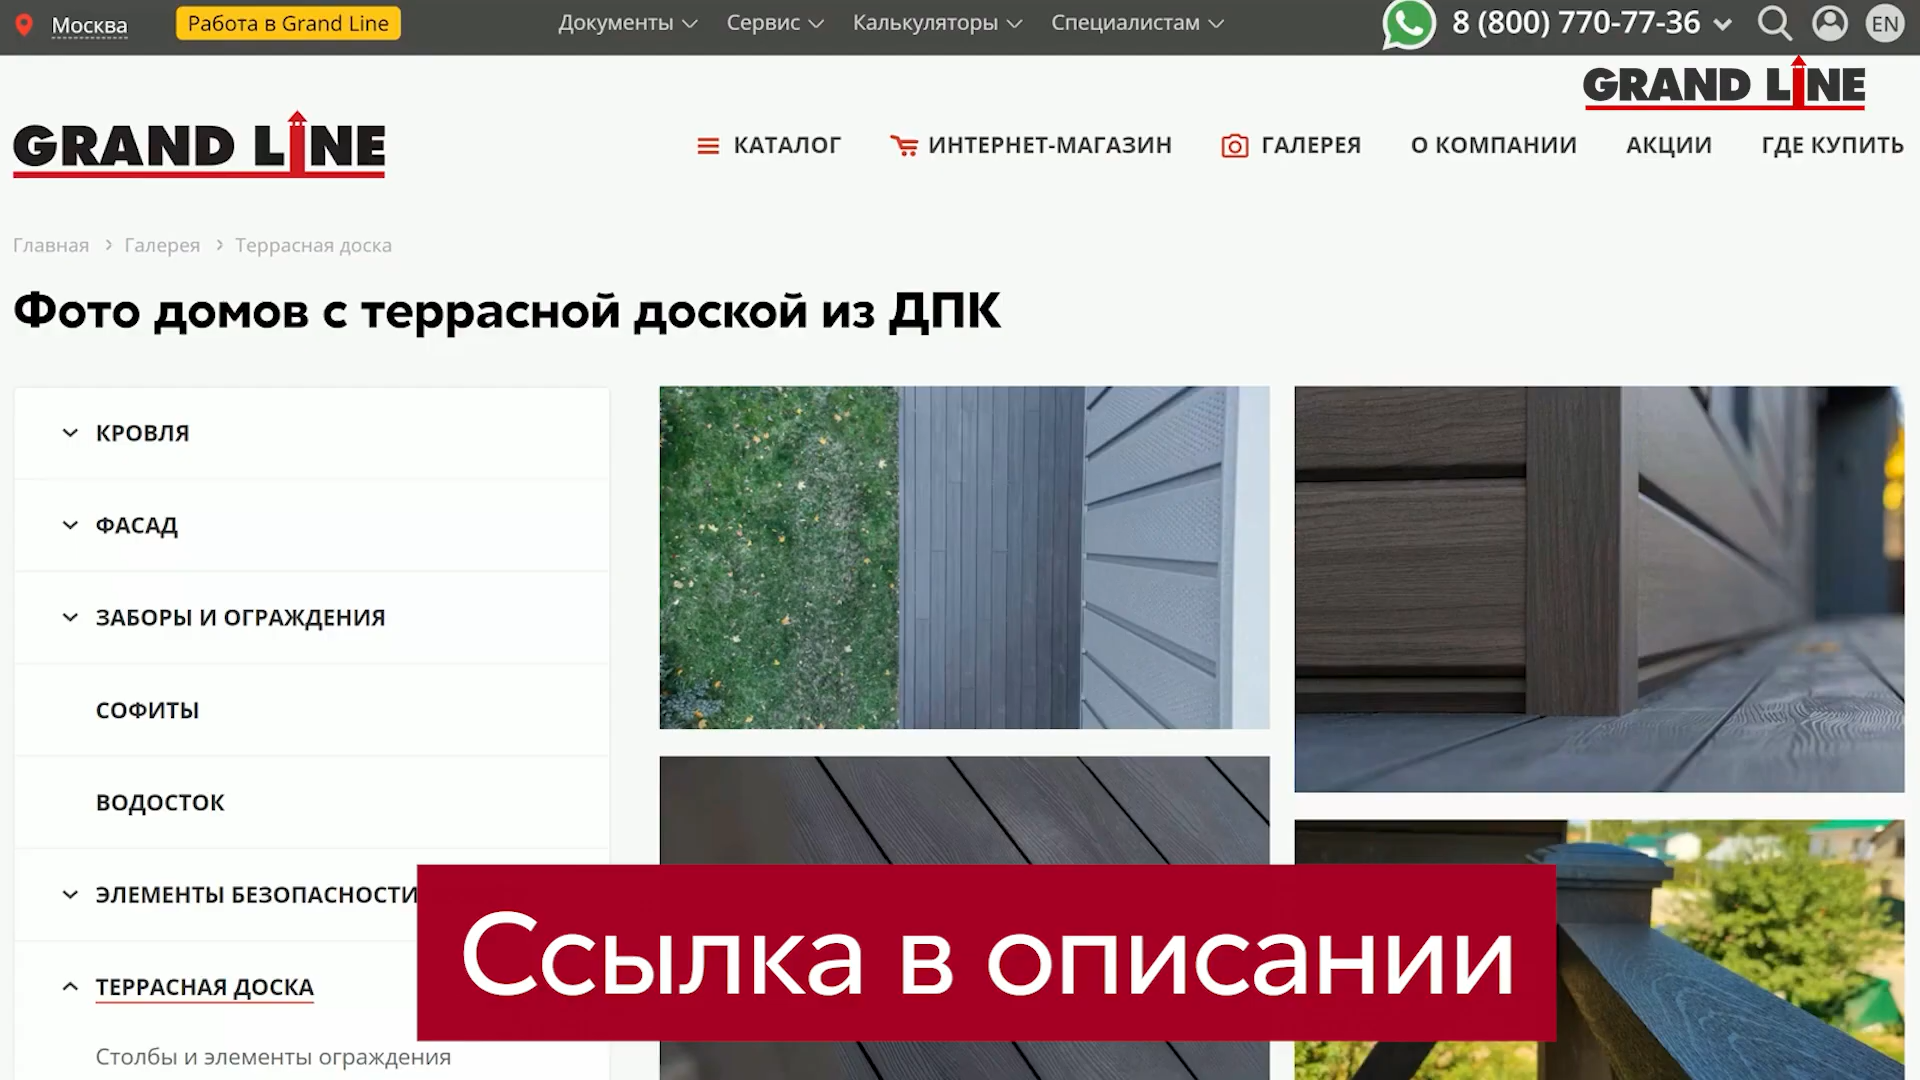 Москва
Работа в Grand Line
Документы
Сервис
Калькуляторы
Специалистам
8 (800) 770-77-36
EN
GRAND LINE
GRAND LINE
КАТАЛОГ
ИНТЕРНЕТ-МАГАЗИН
ГАЛЕРЕЯ
О КОМПАНИИ
АКЦИИ
ГДЕ КУПИТЬ
Главная > Галерея > Террасная доска
Фото домов с террасной доской из ДПК
КРОВЛЯ
ФАСАД
ЗАБОРЫ И ОГРАЖДЕНИЯ
СОФИТЫ
ВОДОСТОК
ЭЛЕМЕНТЫ БЕЗОПАСНОСТИ
ТЕРРАСНАЯ ДОСКА
Столбы и элементы ограждения
Ссылка в описании